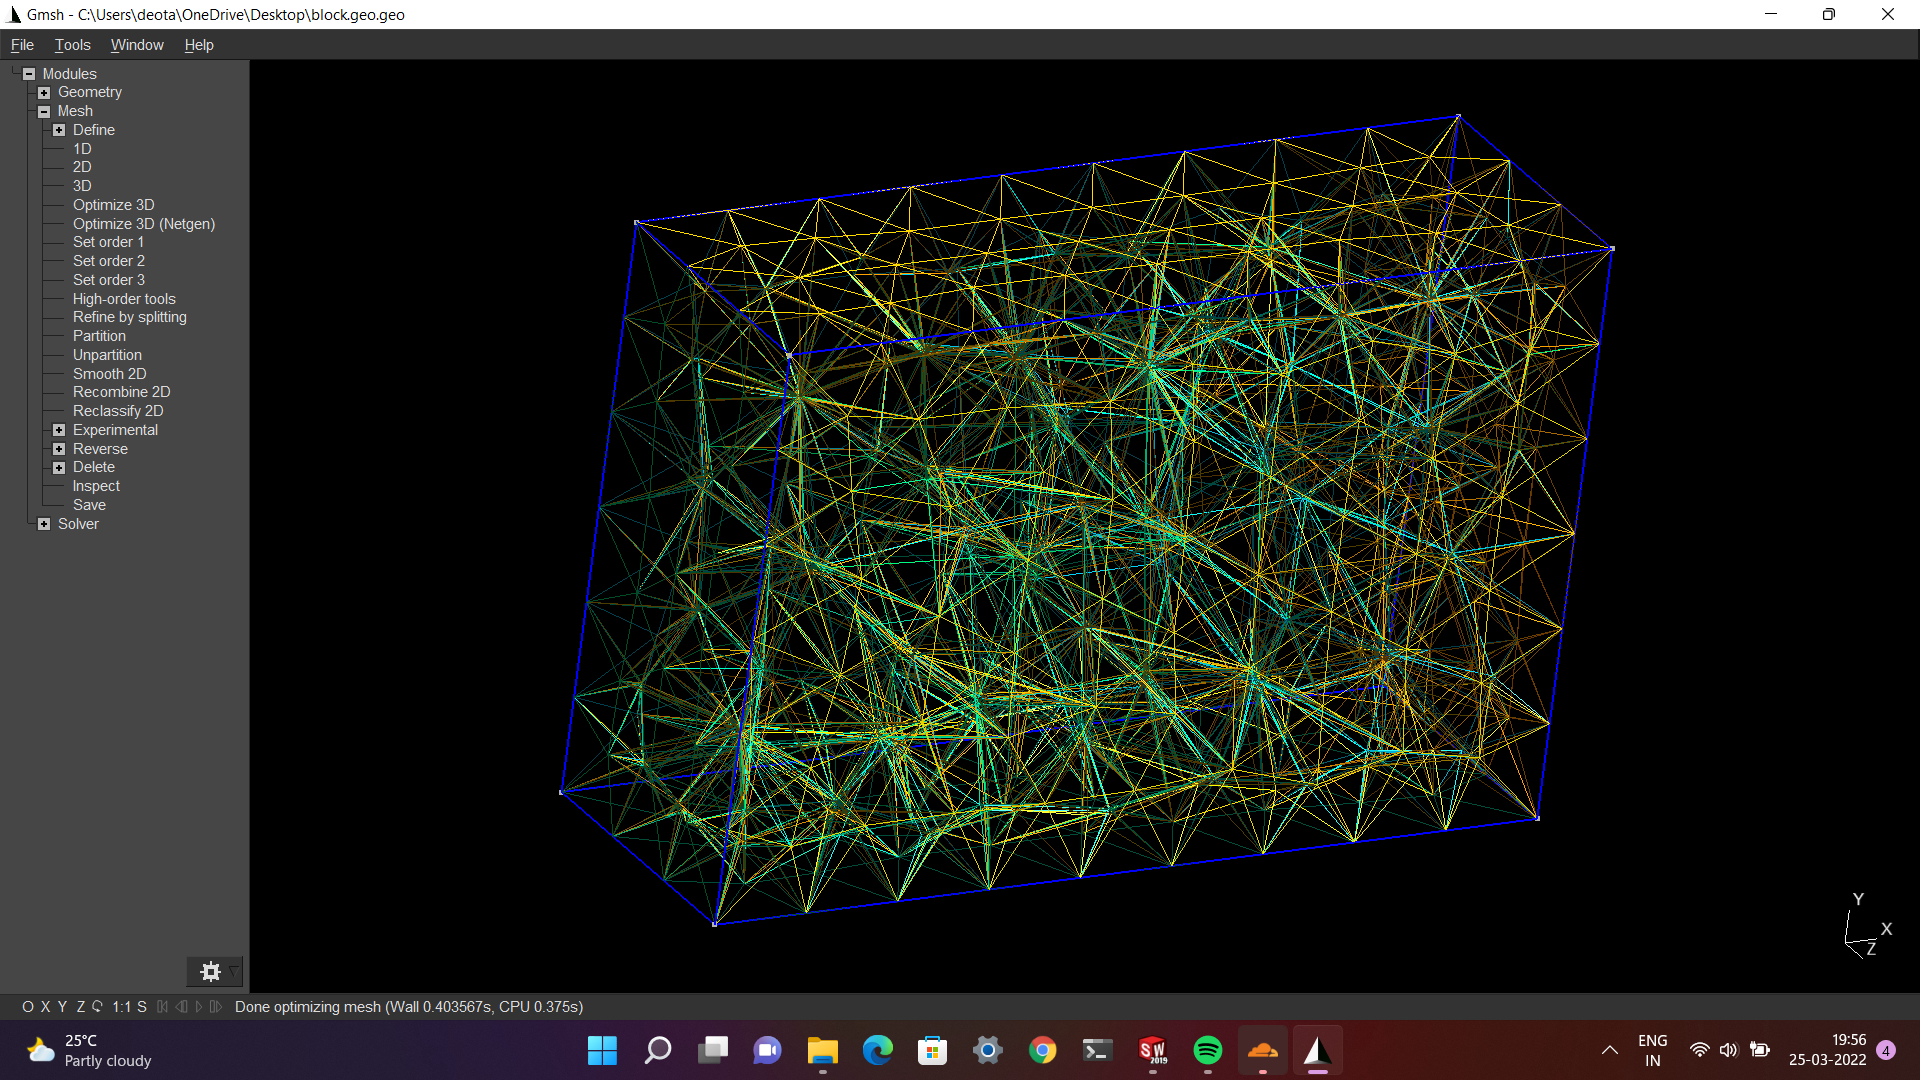 Gmsh - C:\Users\deota\OneDrive\Desktop\block.geo.geo
File Tools Window Help
Modules
Geometry
Mesh
Define
1D
2D
3D
Optimize 3D
Optimize 3D (Netgen)
Set order 1
Set order 2
Set order 3
High-order tools
Refine by splitting
Partition
Unpartition
Smooth 2D
Recombine 2D
Reclassify 2D
Experimental
Reverse
Delete
Inspect
Save
Solver
Y
X
Z
O X Y Z 1:1 S Done optimizing mesh (Wall 0.403567s, CPU 0.375s)
25°C
Partly cloudy
SW
2019
ENG
IN
19:56
25-03-2022
4